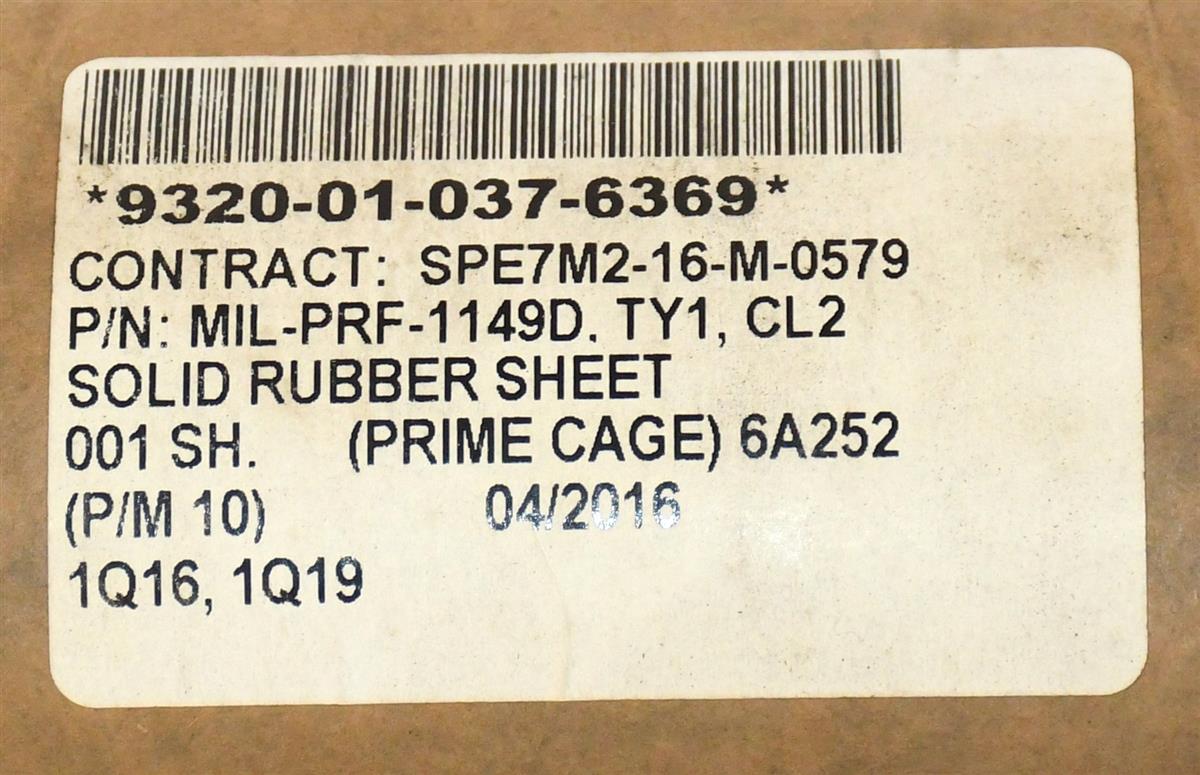 *9320-01-037-6369*
CONTRACT: SPE7M2-16-M-0579
P/N: MIL-PRF-1149D. TY1, CL2
SOLID RUBBER SHEET
001 SH. (PRIME CAGE) 6A252
(P/M 10) 04/2016
1Q16, 1Q19